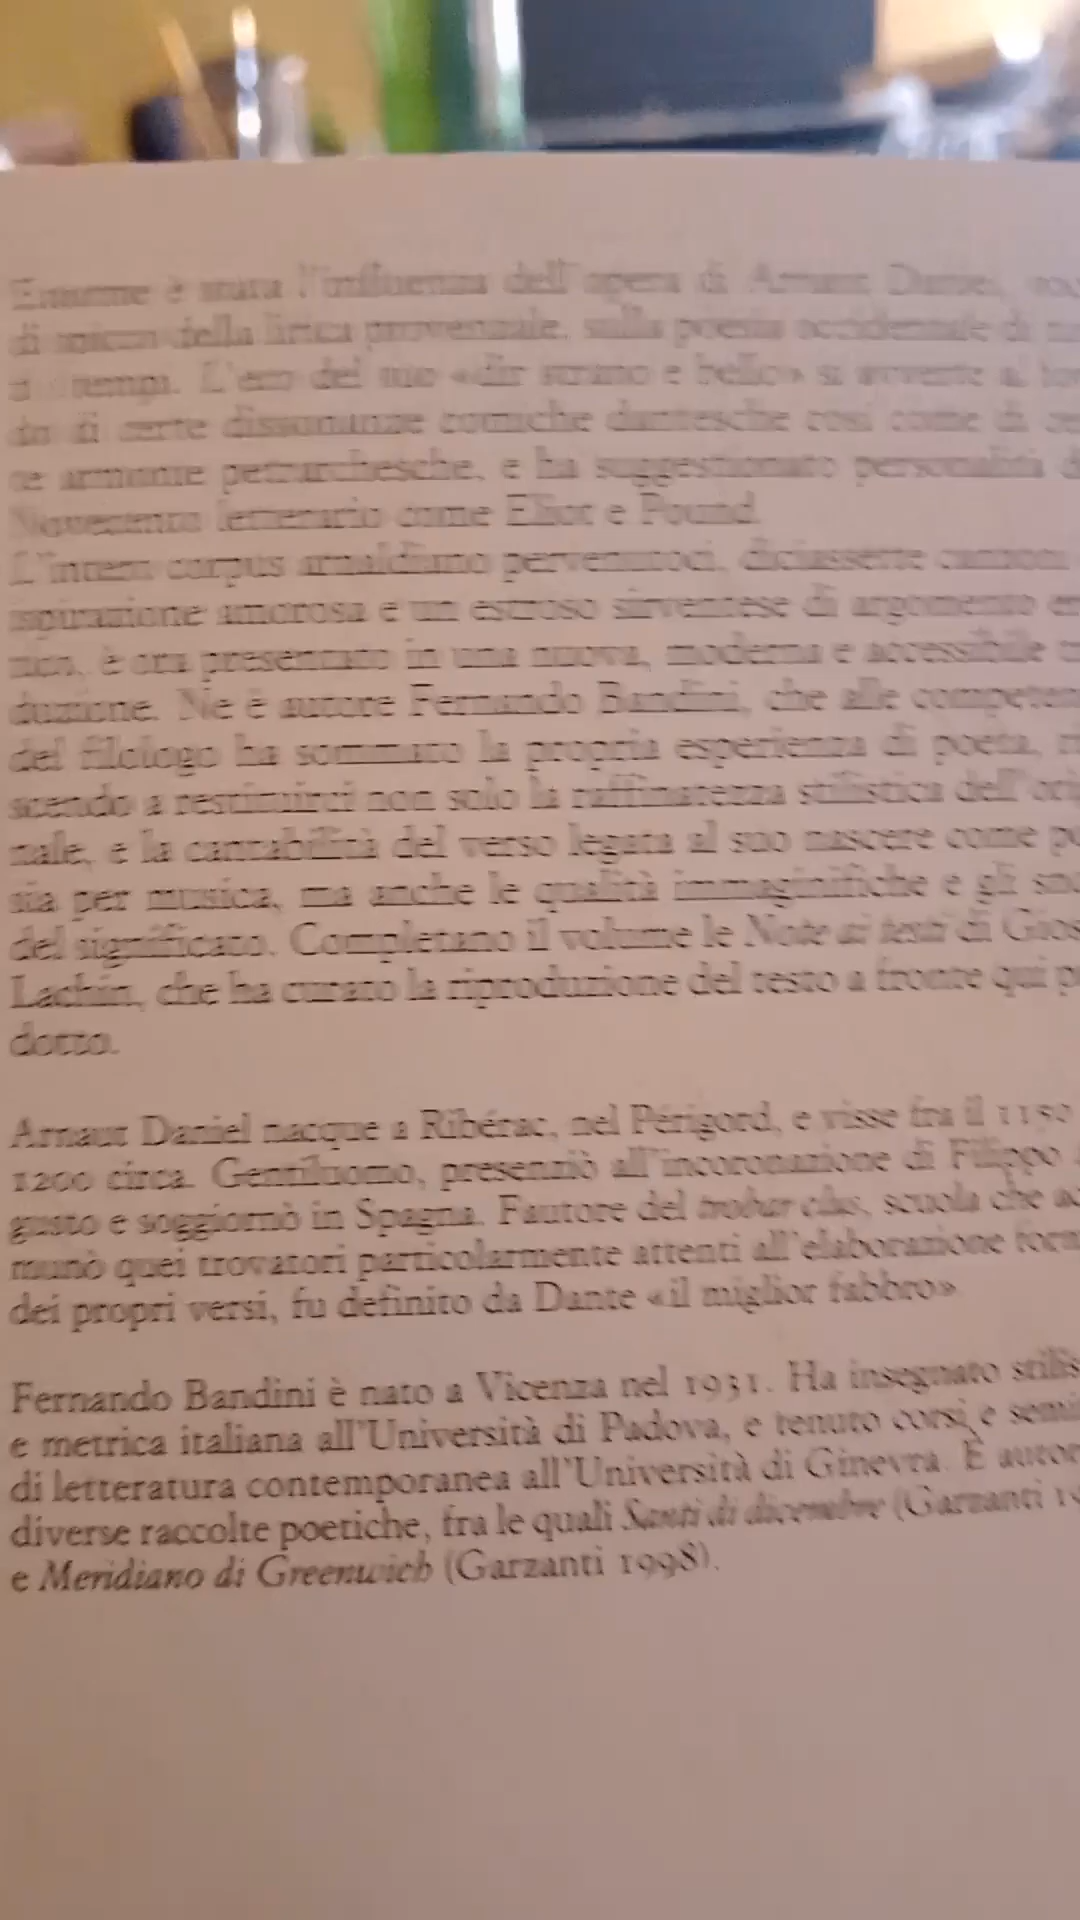 Enorme è stata l'influenza dell'opera di Arnaut Daniel,
di spicco della lirica provenzale, sulla poesia occidentale di
tempi. L'eco del suo «dir strano e bello» si avverte al
di certe dissonanze comiche dantesche così come di
armonie petrarchesche, e ha suggestionato personalità
Novecento letterario come Eliot e Pound.
L'intero corpus arnaldiano pervenutoci, diciassette canzoni
ispirazione amorosa e un estroso sirventese di argomento
è ora presentato in una nuova, moderna e accessibile
duzione. Ne è autore Fernando Bandini, che alle competen
del filologo ha sommato la propria esperienza di poeta,
scendo a restituirci non solo la raffinatezza stilistica dell'ori
nale, e la cantabilità del verso legata al suo nascere come
sia per musica, ma anche le qualità immaginifiche e gli
del significato. Completano il volume le Note ai testi di Gios
Lachin, che ha curato la riproduzione del testo a fronte qui
dotto.
Arnaut Daniel nacque a Ribérac, nel Périgord, e visse fra il 1150
1200 circa. Gentiluomo, presenziò all'incoronazione di Filippo
gusto e soggiornò in Spagna. Fautore del trobar clus, scuola che
munò quei trovatori particolarmente attenti all'elaborazione
dei propri versi, fu definito da Dante «il miglior fabbro».
Fernando Bandini è nato a Vicenza nel 1931. Ha insegnato stilis
e metrica italiana all'Università di Padova, e tenuto corsi e semi
di letteratura contemporanea all'Università di Ginevra. È autor
diverse raccolte poetiche, fra le quali Santi di dicembre (Garzanti
e Meridiano di Greenwich (Garzanti 1998).